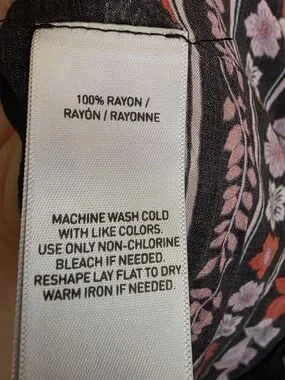 100% RAYON /
RAYÓN / RAYONNE
MACHINE WASH COLD
WITH LIKE COLORS.
USE ONLY NON-CHLORINE
BLEACH IF NEEDED.
RESHAPE LAY FLAT TO DRY
WARM IRON IF NEEDED.